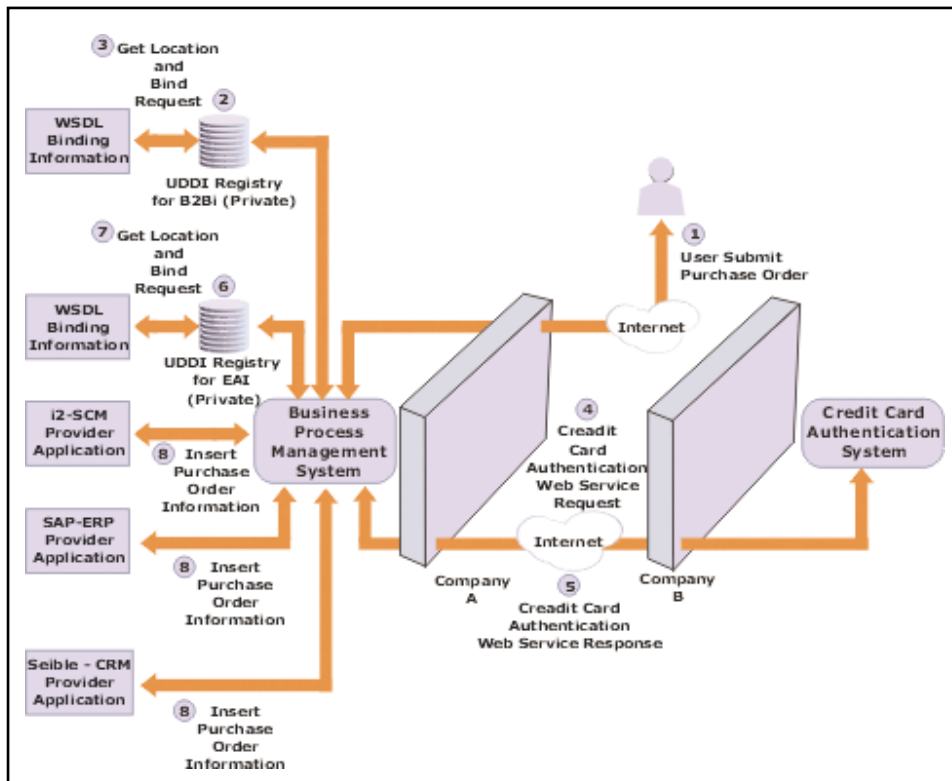 3 Get Location
and
Bind
Request
2
WSDL
Binding
Information
UDDI Registry
for B2Bi (Private)
1
User Submit
Purchase Order
7 Get Location
and
Bind
Request
6
WSDL
Binding
Information
UDDI Registry
for EAI
(Private)
Internet
i2-SCM
Provider
Application
8 Insert
Purchase
Order
Information
Business
Process
Management
System
4
Creadit
Card
Authentication
Web Service
Request
Credit Card
Authentication
System
SAP-ERP
Provider
Application
8 Insert
Purchase
Order
Information
Internet
Company
A
Company
B
5
Creadit Card
Authentication
Web Service Response
Seible - CRM
Provider
Application
8 Insert
Purchase
Order
Information